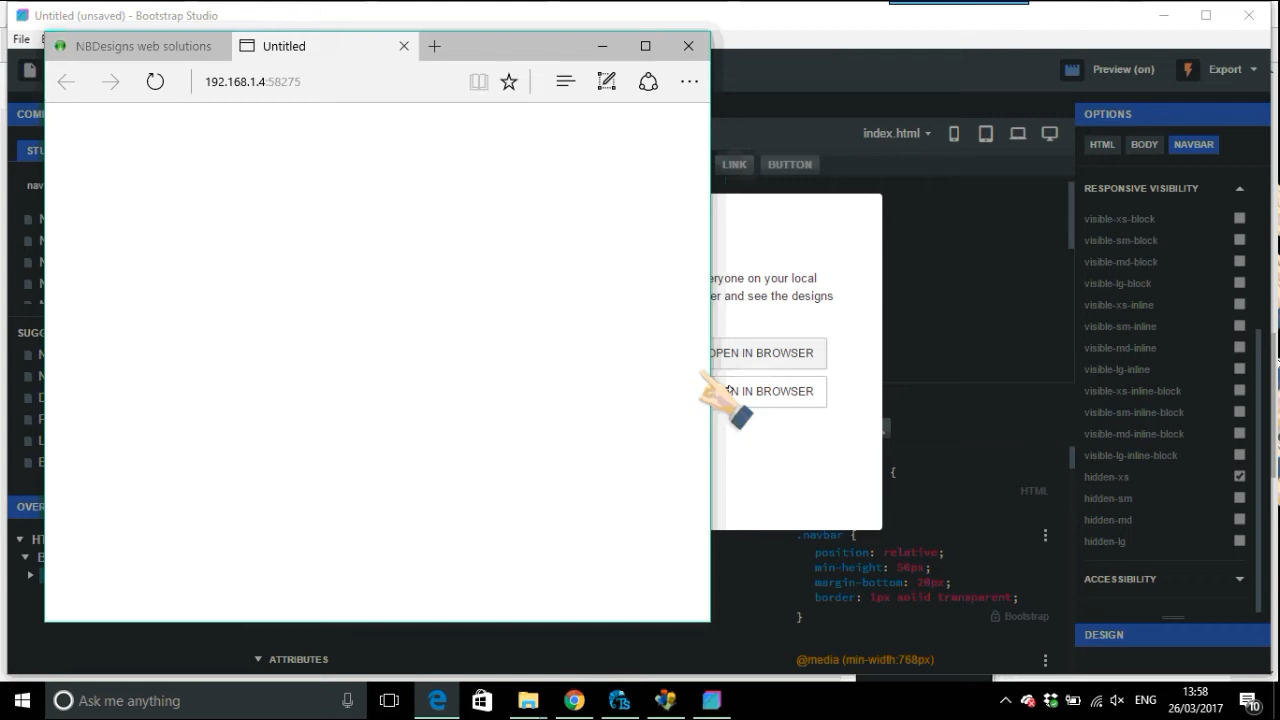 Untitled (unsaved) - Bootstrap Studio
File
NBDesigns web solutions
Untitled
192.168.1.4:58275
Preview (on)
Export
index.html
LINK
BUTTON
eryone on your local
er and see the designs
OPEN IN BROWSER
N IN BROWSER
OPTIONS
HTML
BODY
NAVBAR
RESPONSIVE VISIBILITY
visible-xs-block
visible-sm-block
visible-md-block
visible-lg-block
visible-xs-inline
visible-sm-inline
visible-md-inline
visible-lg-inline
visible-xs-inline-block
visible-sm-inline-block
visible-md-inline-block
visible-lg-inline-block
hidden-xs
hidden-sm
hidden-md
hidden-lg
ACCESSIBILITY
DESIGN
COM
STU
nav
SUGG
OVER
HT
ATTRIBUTES
{
HTML
.navbar {
position: relative;
min-height: 50px;
margin-bottom: 20px;
border: 1px solid transparent;
}
Bootstrap
@media (min-width:768px)
Ask me anything
ENG
13:58
26/03/2017
10